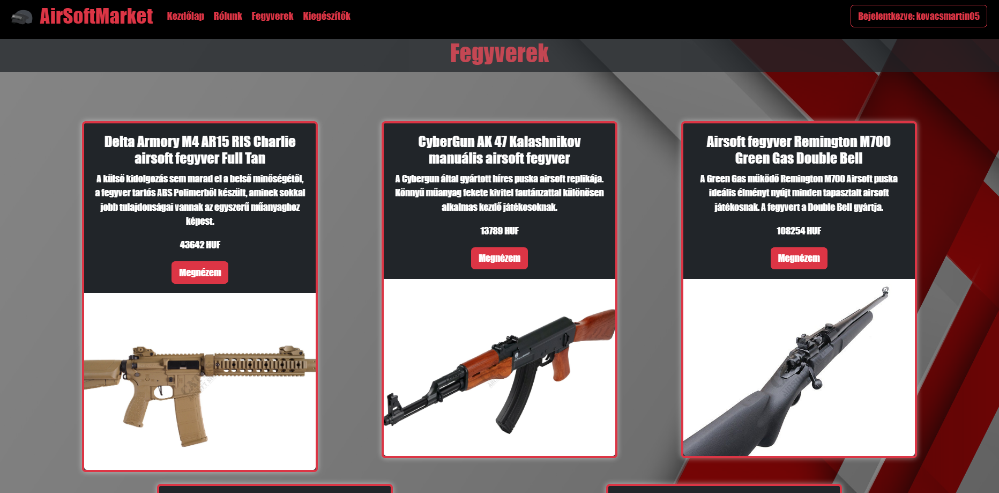 AirSoftMarket
Kezdőlap
Rólunk
Fegyverek
Kiegészítők
Bejelentkezve: kovacsmartin05
Fegyverek
Delta Armory M4 AR15 RIS Charlie
airsoft fegyver Full Tan
A külső kidolgozás sem marad el a belső minőségétől,
a fegyver tartós ABS Polimerből készült, aminek sokkal
jobb tulajdonságai vannak az egyszerű műanyaghoz
képest.
43642 HUF
Megnézem
CyberGun AK 47 Kalashnikov
manuális airsoft fegyver
A Cybergun által gyártott híres puska airsoft replikája.
Könnyű műanyag fekete kivitel fautánzattal különösen
alkalmas kezdő játékosoknak.
13789 HUF
Megnézem
Airsoft fegyver Remington M700
Green Gas Double Bell
A Green Gas működő Remington M700 Airsoft puska
ideális élményt nyújt minden tapasztalt airsoft
játékosnak. A fegyvert a Double Bell gyártja.
108254 HUF
Megnézem